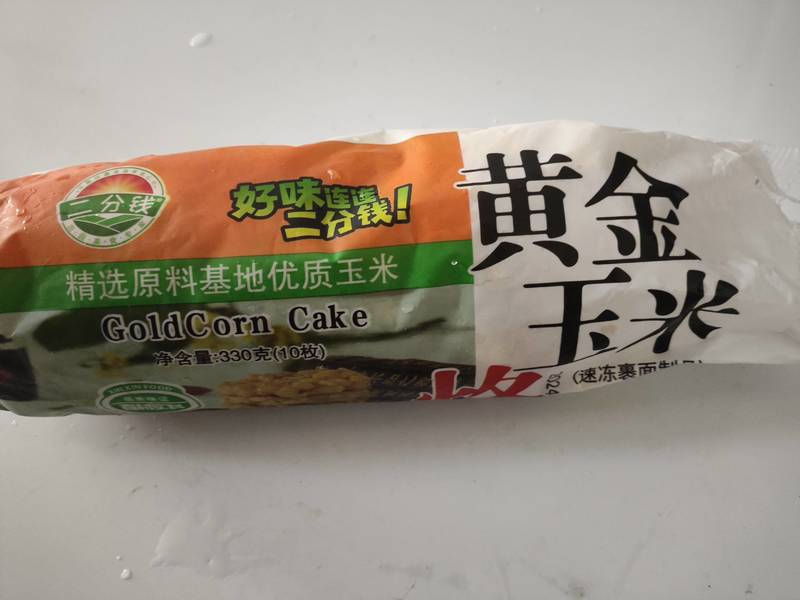 二分钱
好味连连
二分钱!
精选原料基地优质玉米
GoldCorn Cake
净含量:330克(10枚)
黄金
玉米
烙
(速冻裹面制品)